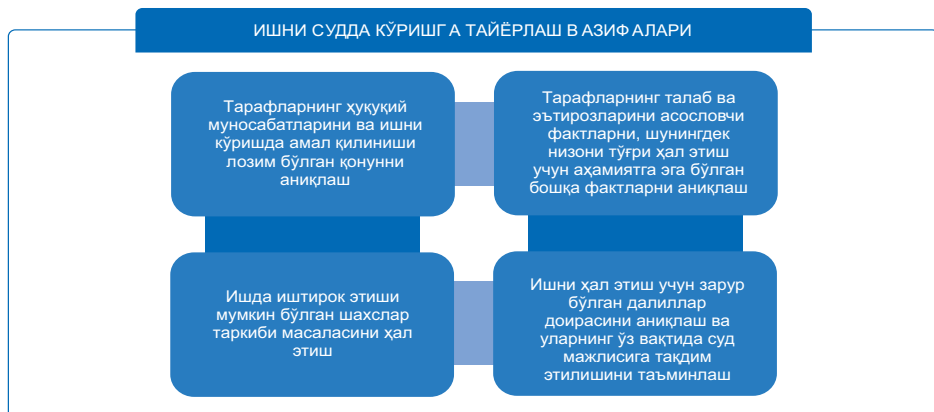 ИШНИ СУДДА КЎРИШГА ТАЙЁРЛАШ ВАЗИФАЛАРИ
Тарафларнинг ҳуқуқий
муносабатларини ва ишни
кўришда амал қилиниши
лозим бўлган қонунни
аниқлаш
Тарафларнинг талаб ва
эътирозларини асословчи
фактларни, шунингдек
низони тўғри ҳал этиш
учун аҳамиятга эга бўлган
бошқа фактларни аниқлаш
Ишда иштирок этиши
мумкин бўлган шахслар
таркиби масаласини ҳал
этиш
Ишни ҳал этиш учун зарур
бўлган далиллар
доирасини аниқлаш ва
уларнинг ўз вақтида суд
мажлисига тақдим
этилишини таъминлаш